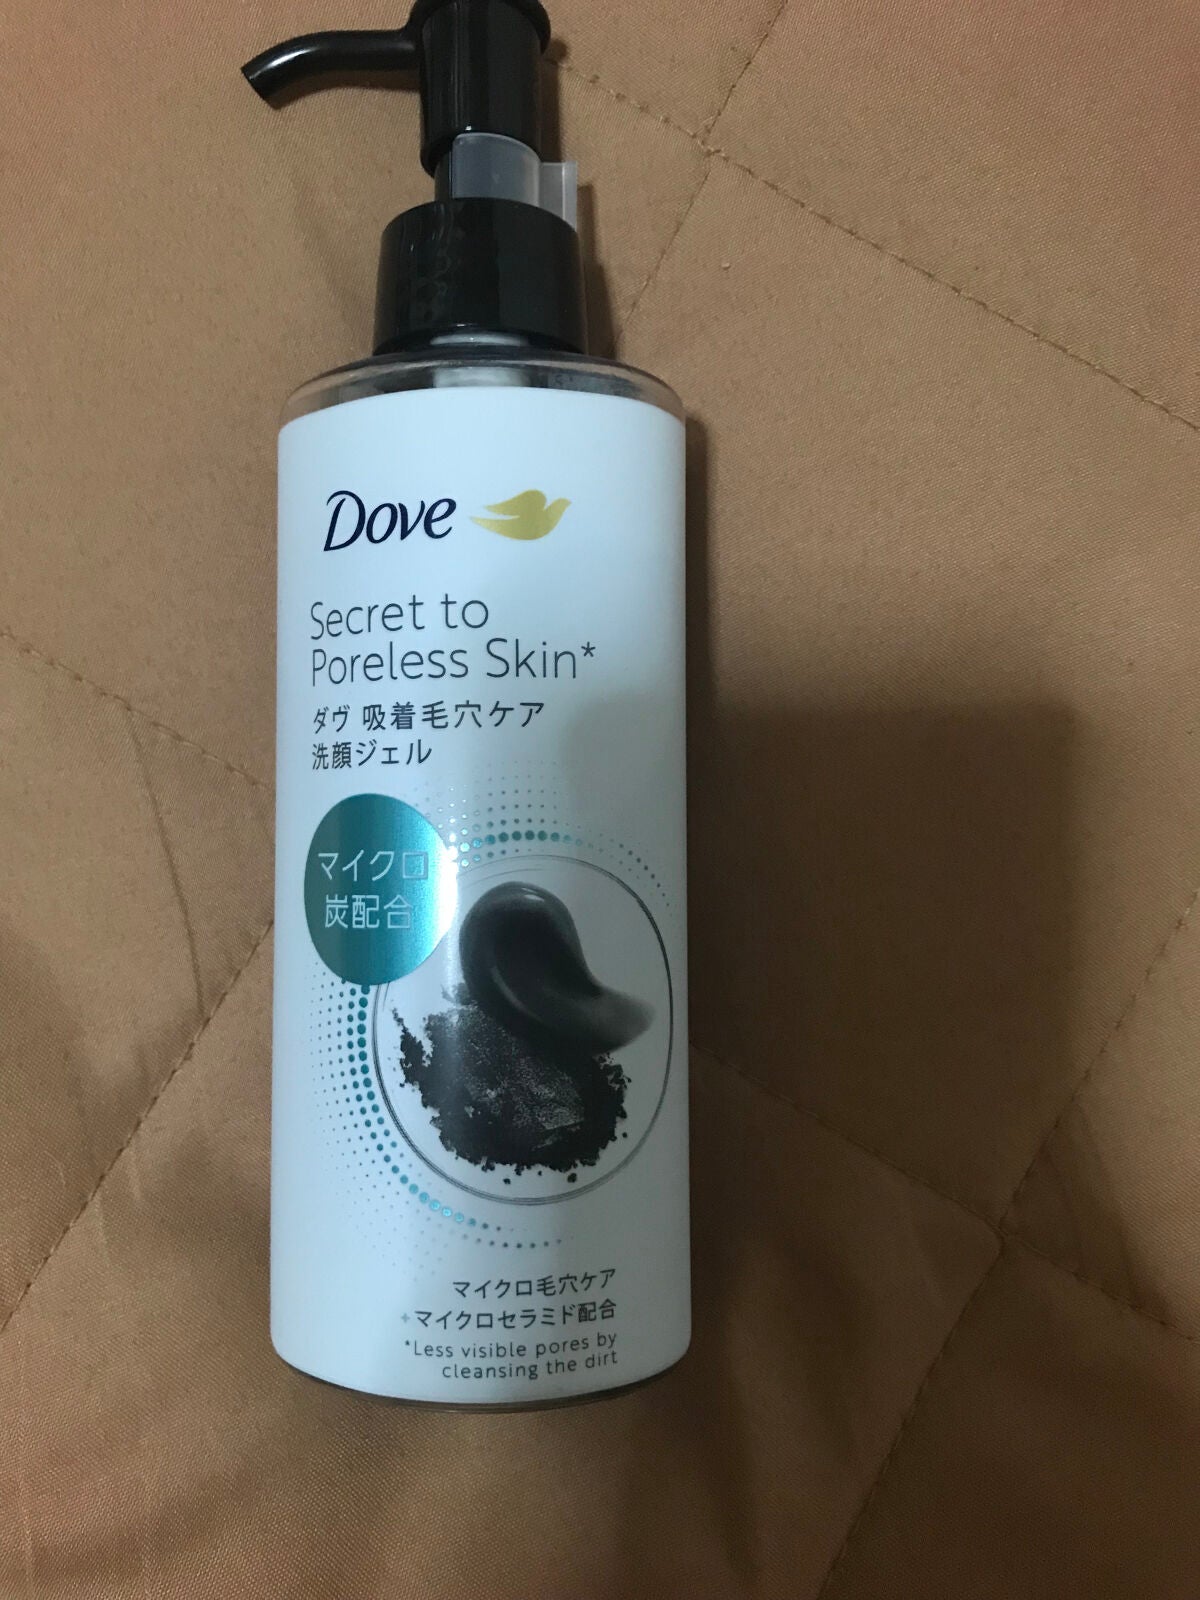 Dove
Secret to
Poreless Skin*
ダヴ 吸着毛穴ケア
洗顔ジェル
マイクロ
炭配合
マイクロ毛穴ケア
+マイクロセラミド配合
*Less visible pores by
cleansing the dirt